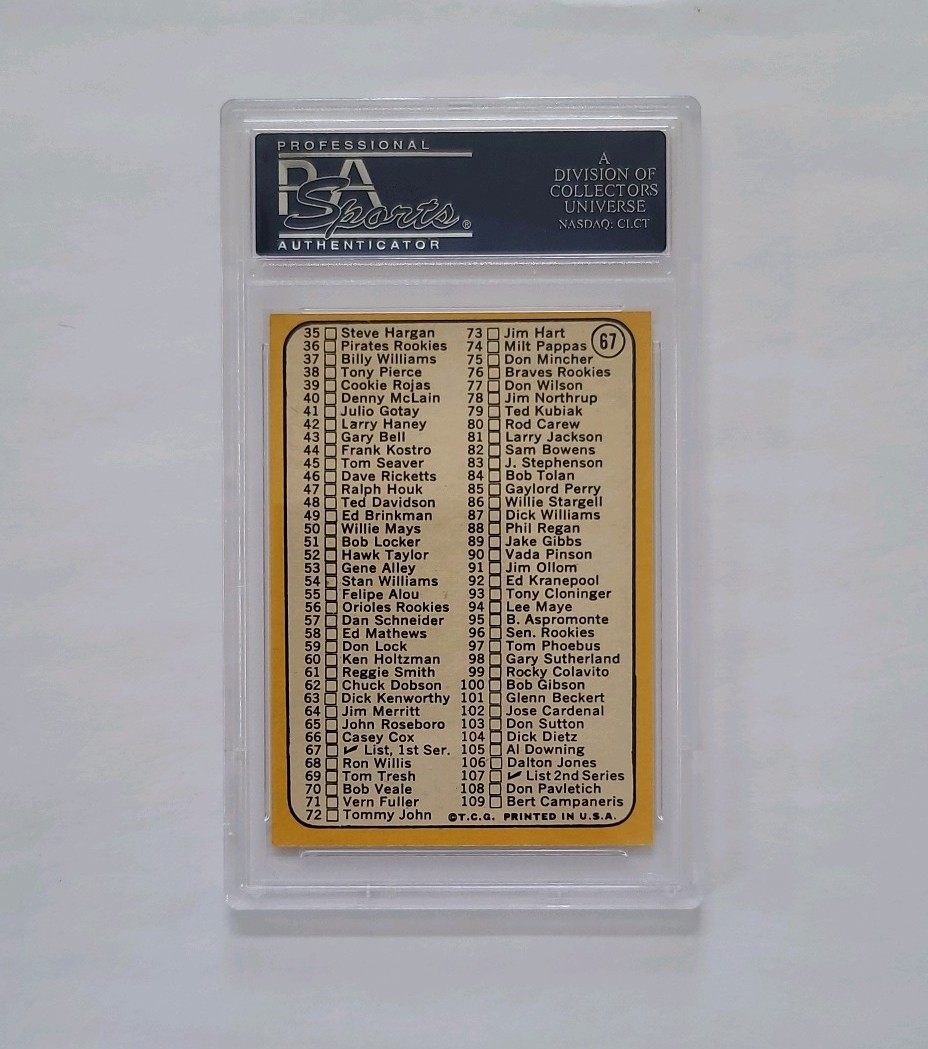 PROFESSIONAL
PSA
Sports®
AUTHENTICATOR
A
DIVISION OF
COLLECTORS
UNIVERSE
NASDAQ: CLCT
67
35 Steve Hargan
36 Pirates Rookies
37 Billy Williams
38 Tony Pierce
39 Cookie Rojas
40 Denny McLain
41 Julio Gotay
42 Larry Haney
43 Gary Bell
44 Frank Kostro
45 Tom Seaver
46 Dave Ricketts
47 Ralph Houk
48 Ted Davidson
49 Ed Brinkman
50 Willie Mays
51 Bob Locker
52 Hawk Taylor
53 Gene Alley
54 Stan Williams
55 Felipe Alou
56 Orioles Rookies
57 Dan Schneider
58 Ed Mathews
59 Don Lock
60 Ken Holtzman
61 Reggie Smith
62 Chuck Dobson
63 Dick Kenworthy
64 Jim Merritt
65 John Roseboro
66 Casey Cox
67 ✓ List, 1st Ser.
68 Ron Willis
69 Tom Tresh
70 Bob Veale
71 Vern Fuller
72 Tommy John
73 Jim Hart
74 Milt Pappas
75 Don Mincher
76 Braves Rookies
77 Don Wilson
78 Jim Northrup
79 Ted Kubiak
80 Rod Carew
81 Larry Jackson
82 Sam Bowens
83 J. Stephenson
84 Bob Tolan
85 Gaylord Perry
86 Willie Stargell
87 Dick Williams
88 Phil Regan
89 Jake Gibbs
90 Vada Pinson
91 Jim Ollom
92 Ed Kranepool
93 Tony Cloninger
94 Lee Maye
95 B. Aspromonte
96 Sen. Rookies
97 Tom Phoebus
98 Gary Sutherland
99 Rocky Colavito
100 Bob Gibson
101 Glenn Beckert
102 Jose Cardenal
103 Don Sutton
104 Dick Dietz
105 Al Downing
106 Dalton Jones
107 ✓ List 2nd Series
108 Don Pavletich
109 Bert Campaneris
©T.C.G. PRINTED IN U.S.A.